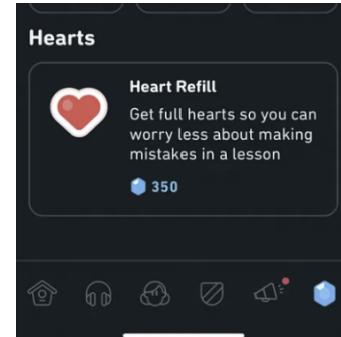 Hearts
Heart Refill
Get full hearts so you can
worry less about making
mistakes in a lesson
350